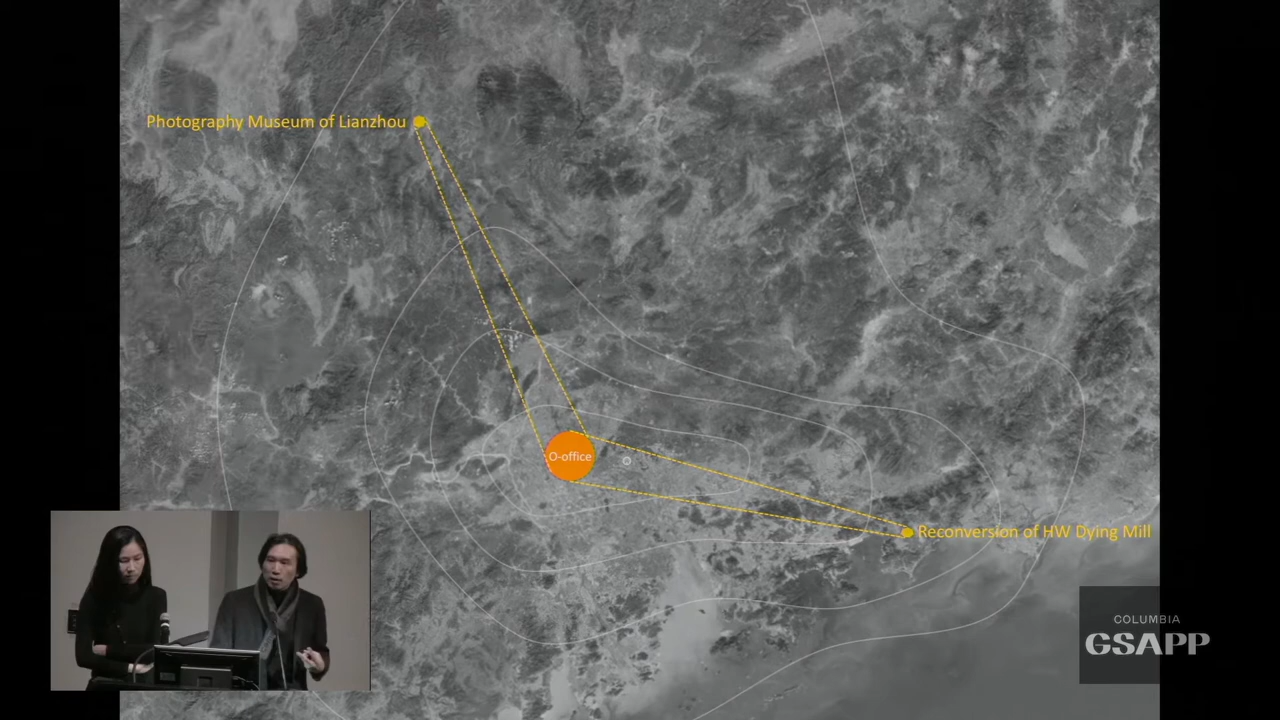 Photography Museum of Lianzhou
O-office
Reconversion of HW Dying Mill
COLUMBIA
GSAPP